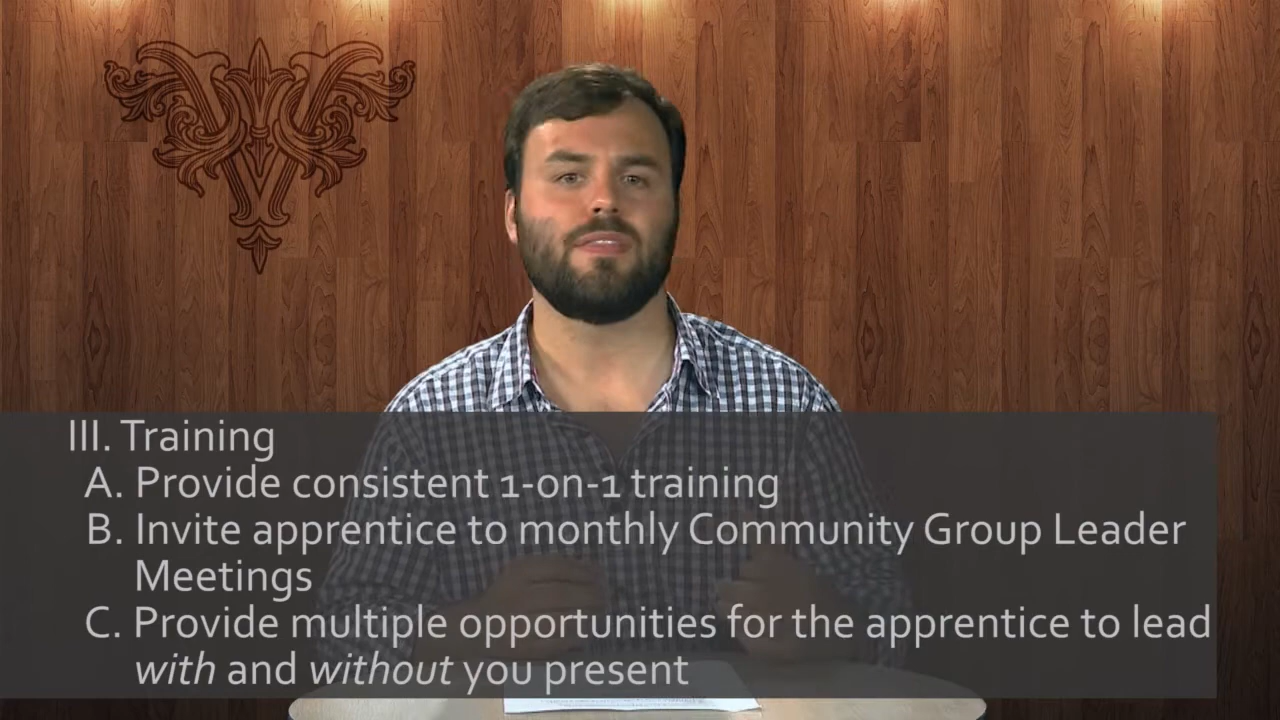 III. Training
A. Provide consistent 1-on-1 training
B. Invite apprentice to monthly Community Group Leader
Meetings
C. Provide multiple opportunities for the apprentice to lead
with and without you present